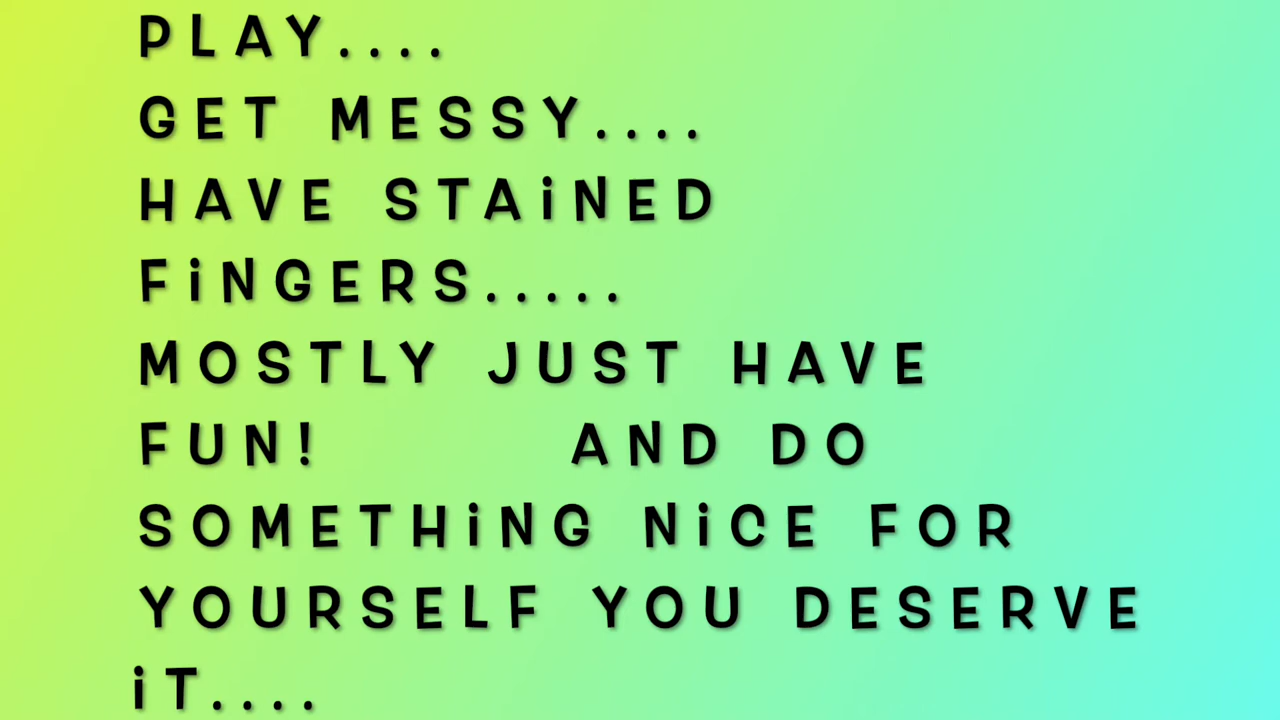 PLAY....
GET MESSY....
HAVE STAiNED
FiNGERS.....
MOSTLY JUST HAVE
FUN! AND DO
SOMETHiNG NiCE FOR
YOURSELF YOU DESERVE
iT....